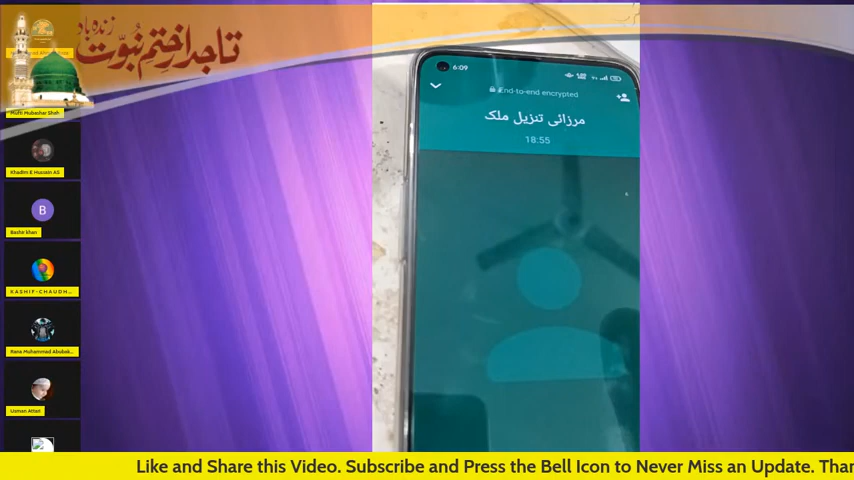 تاجدار ختم نبوت زندہ باد
Mufti Mubashar Shah
Khadim E Hussain AS
B
Bashir khan
KASHIF-CHAUDH...
Rana Muhammad Abubak...
Usman Attari
6:09
End-to-end encrypted
مرزائی تنزیل ملک
18:55
Like and Share this Video. Subscribe and Press the Bell Icon to Never Miss an Update. Than